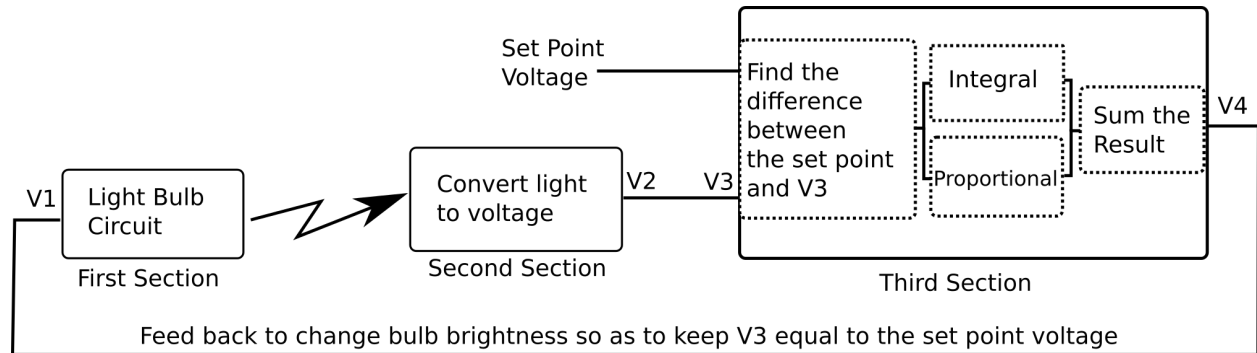 Set Point
Voltage
V1
Light Bulb
Circuit
First Section
Convert light
to voltage
Second Section
V2
V3
Find the
difference
between
the set point
and V3
Integral
Proportional
Sum the
Result
V4
Third Section
Feed back to change bulb brightness so as to keep V3 equal to the set point voltage